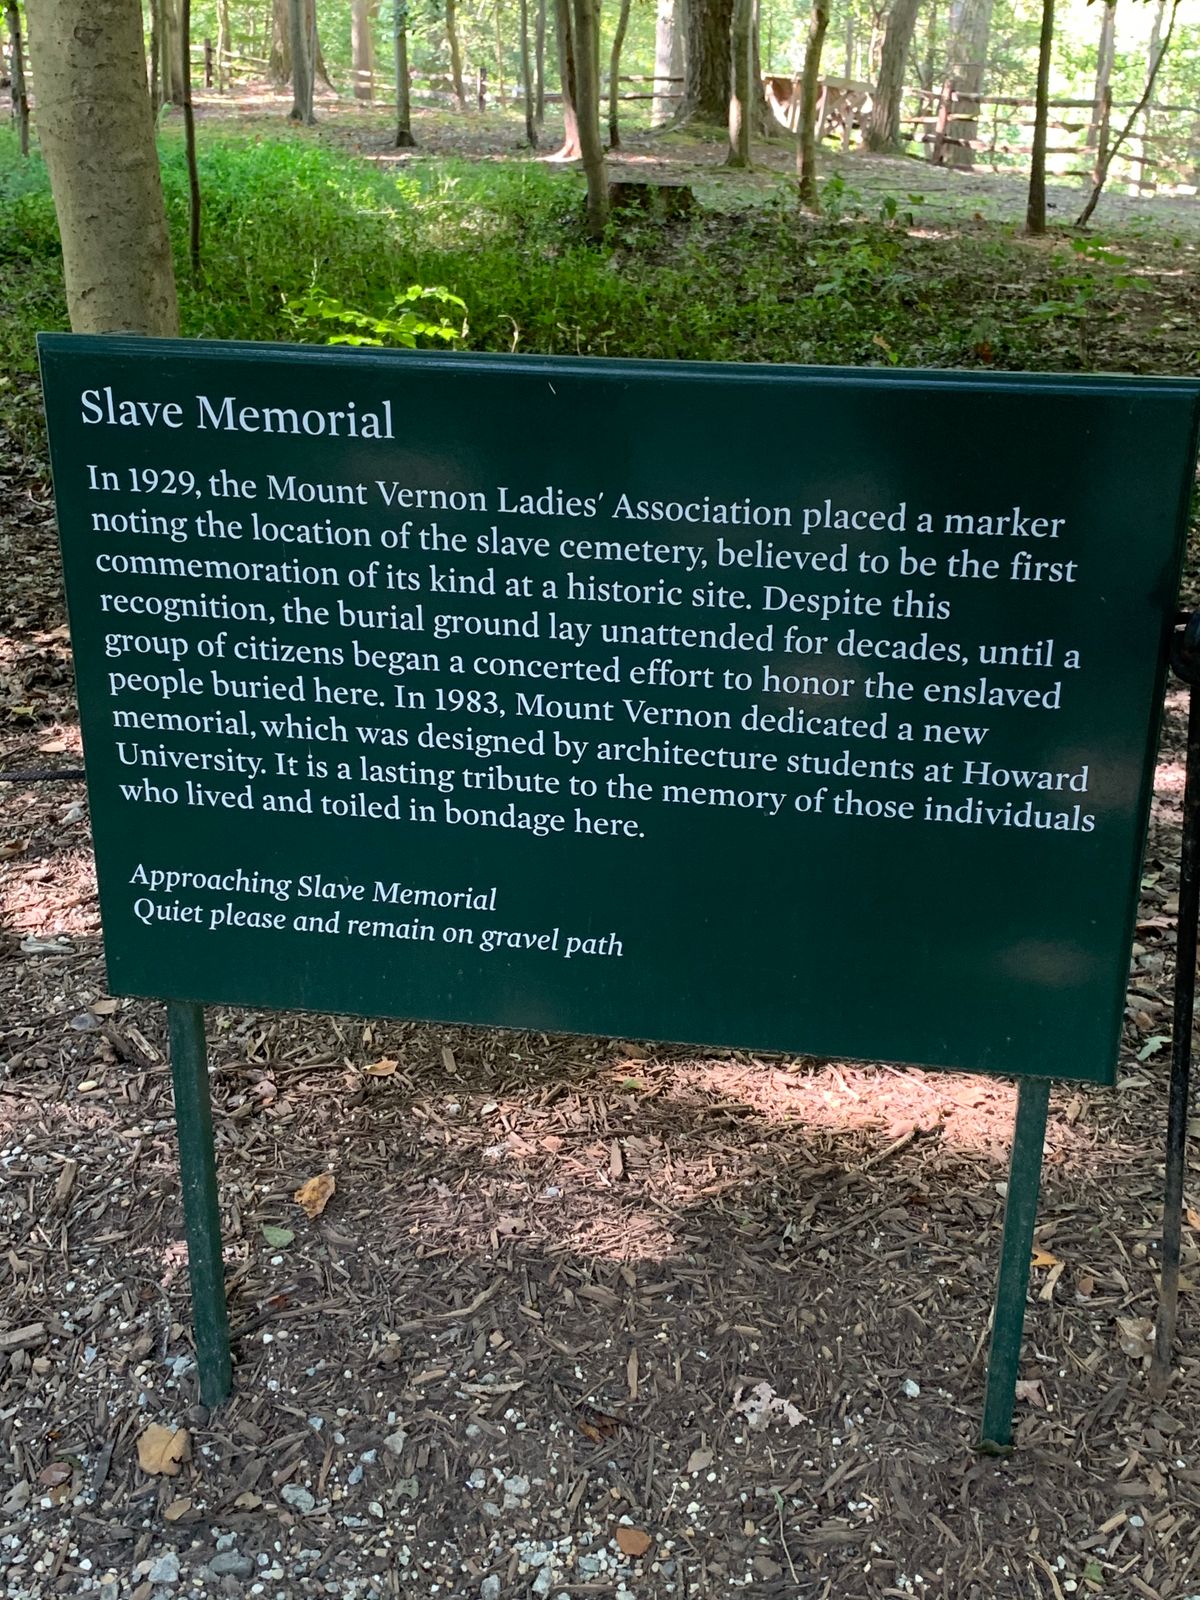 Slave Memorial
In 1929, the Mount Vernon Ladies' Association placed a marker
noting the location of the slave cemetery, believed to be the first
commemoration of its kind at a historic site. Despite this
recognition, the burial ground lay unattended for decades, until a
group of citizens began a concerted effort to honor the enslaved
people buried here. In 1983, Mount Vernon dedicated a new
memorial, which was designed by architecture students at Howard
University. It is a lasting tribute to the memory of those individuals
who lived and toiled in bondage here.
Approaching Slave Memorial
Quiet please and remain on gravel path